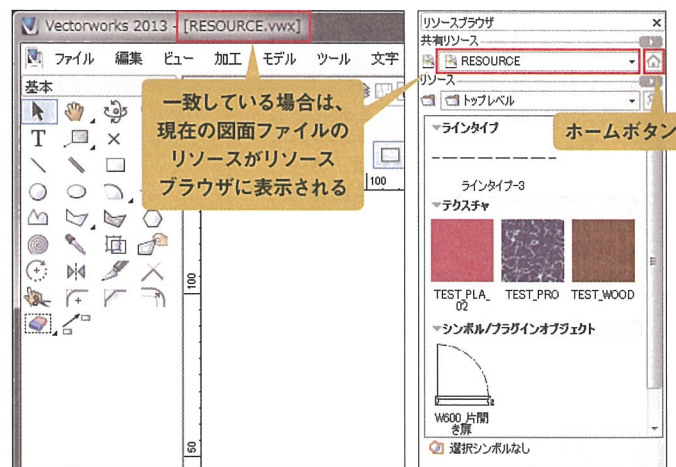 Vectorworks 2013 - [RESOURCE.vwx]
ファイル 編集 ビュー 加工 モデル ツール 文字
基本
一致している場合は、
現在の図面ファイルの
リソースがリソース
ブラウザに表示される
100
100
50
リソースブラウザ
共有リソース
RESOURCE
リソース
トップレベル
ホームボタン
ラインタイプ
ラインタイプ-3
テクスチャ
TEST_PLA_
02
TEST_PRO
TEST_WOOD
シンボル/プラグインオブジェクト
W600 片開
き扉
選択シンボルなし